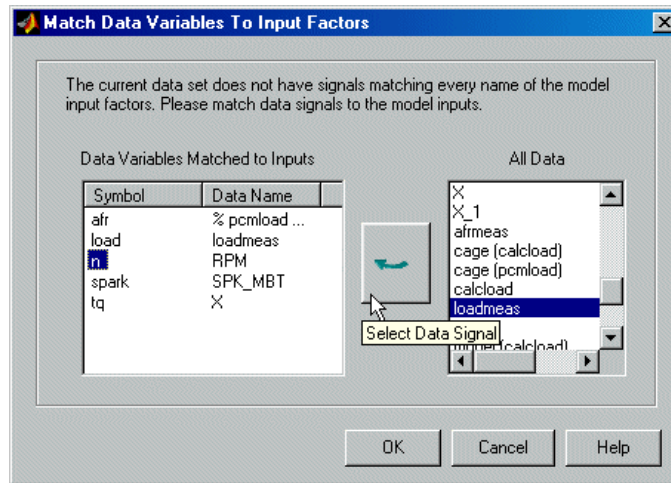 Match Data Variables To Input Factors
The current data set does not have signals matching every name of the model
input factors. Please match data signals to the model inputs.
Data Variables Matched to Inputs
Symbol Data Name
afr % pcmload ...
load loadmeas
n RPM
spark SPK_MBT
tq X
All Data
X
X_1
afrmeas
cage (calcload)
cage (pcmload)
calcload
loadmeas
(calcload)
Select Data Signal
OK Cancel Help